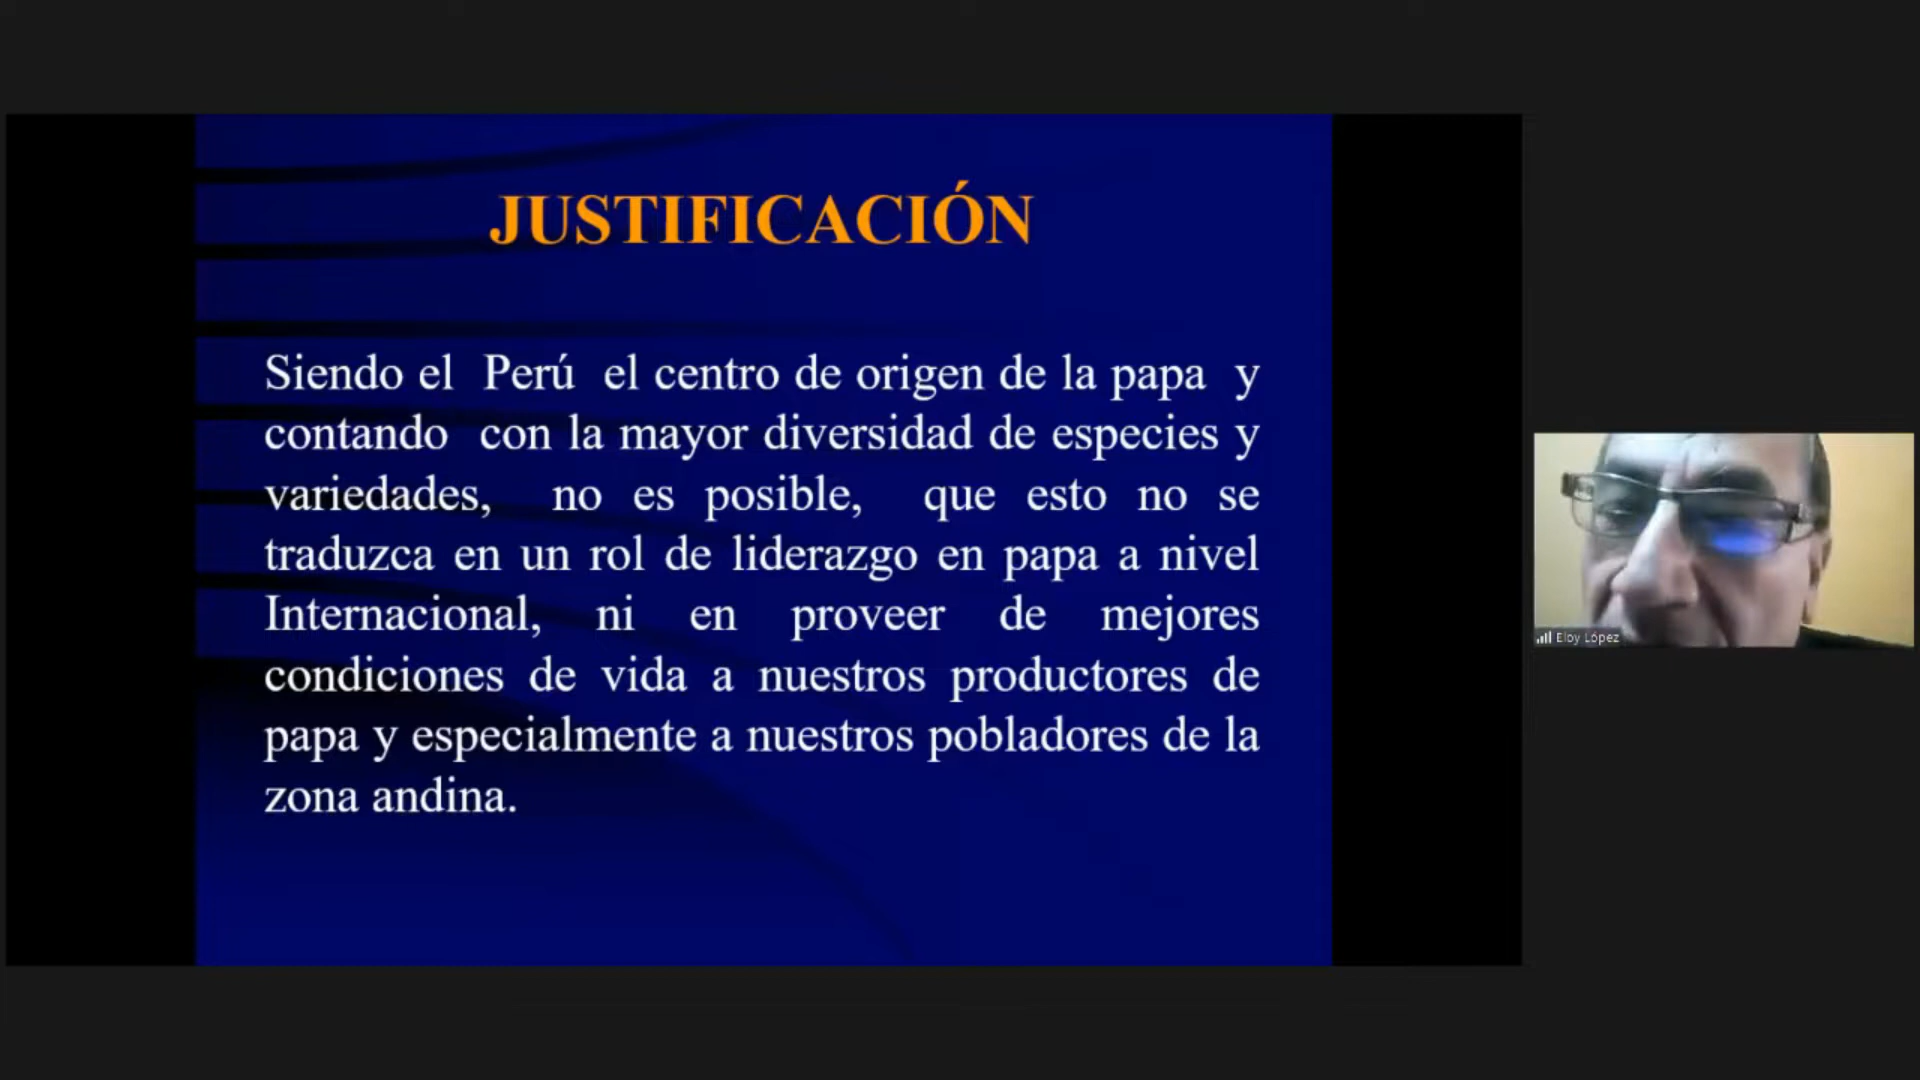 JUSTIFICACIÓN
Siendo el Perú el centro de origen de la papa y
contando con la mayor diversidad de especies y
variedades, no es posible, que esto no se
traduzca en un rol de liderazgo en papa a nivel
Internacional, ni en proveer de mejores
condiciones de vida a nuestros productores de
papa y especialmente a nuestros pobladores de la
zona andina.
Eloy López